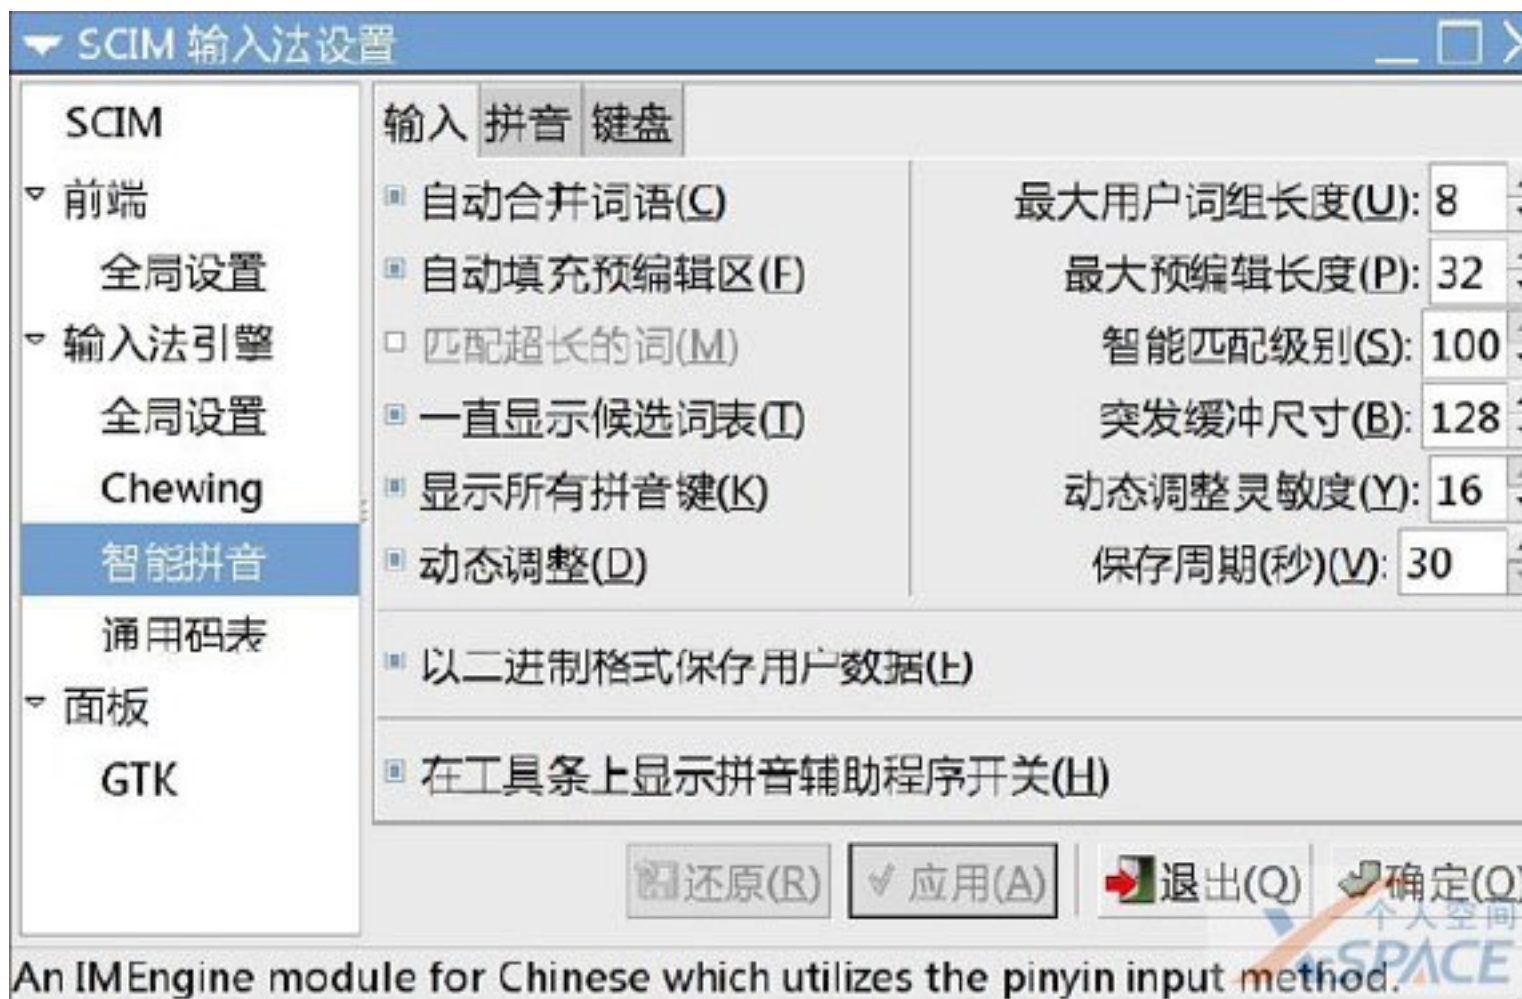 SCIM 输入法设置
SCIM
前端
全局设置
输入法引擎
全局设置
Chewing
智能拼音
通用码表
面板
GTK
输入 拼音 键盘
自动合并词语(C)
自动填充预编辑区(F)
匹配超长的词(M)
一直显示候选词表(T)
显示所有拼音键(K)
动态调整(D)
最大用户词组长度(U): 8
最大预编辑长度(P): 32
智能匹配级别(S): 100
突发缓冲尺寸(B): 128
动态调整灵敏度(Y): 16
保存周期(秒)(V): 30
以二进制格式保存用户数据(F)
在工具条上显示拼音辅助程序开关(H)
还原(R) 应用(A) 退出(Q) 确定(O)
个人空间
SPACE
An IMEngine module for Chinese which utilizes the pinyin input method.